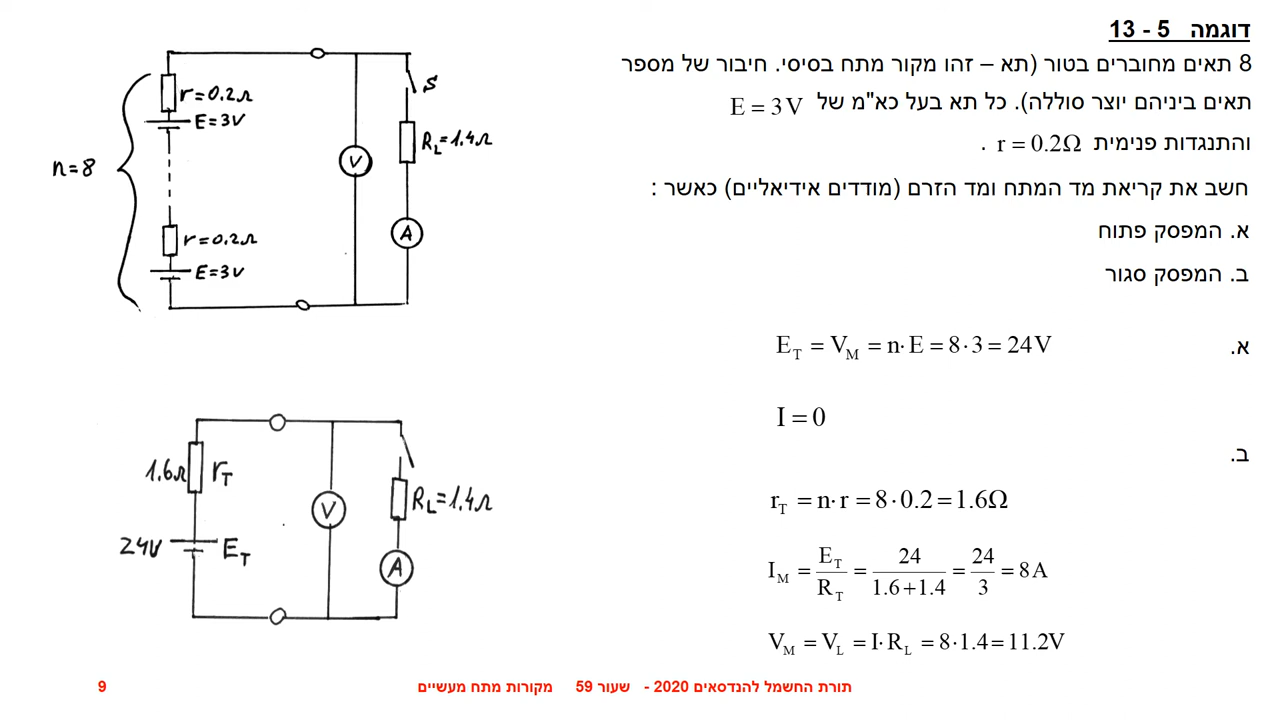 דוגמה 5 - 13
8 תאים מחוברים בטור (תא – זהו מקור מתח בסיסי. חיבור של מספר
תאים ביניהם יוצר סוללה). כל תא בעל כא"מ של E = 3V
והתנגדות פנימית r = 0.2Ω .
חשב את קריאת מד המתח ומד הזרם (מודדים אידיאליים) כאשר :
א. המפסק פתוח
ב. המפסק סגור
א.
E_T = V_M = n·E = 8·3 = 24V
I = 0
ב.
r_T = n·r = 8·0.2 = 1.6Ω
I_M = E_T/R_T = 24/(1.6+1.4) = 24/3 = 8A
V_M = V_L = I·R_L = 8·1.4 = 11.2V
r=0.2Ω
E=3V
n=8
V
S
R_L=1.4Ω
A
r=0.2Ω
E=3V
1.6Ω
r_T
24V
E_T
V
R_L=1.4Ω
A
תורת החשמל להנדסאים 2020 - שעור 59 מקורות מתח מעשיים
9